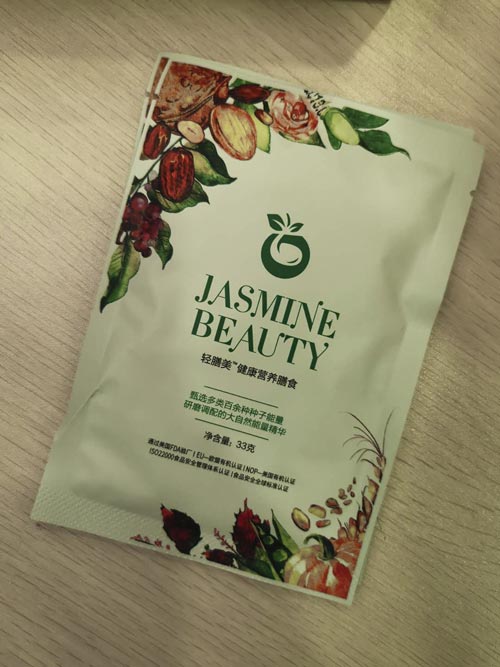 JASMINE
BEAUTY
轻膳美™健康营养膳食
甄选多类百余种种子能量
研磨调配的大自然能量精华
净含量：33克
通过美国FDA验厂 | EU—欧盟有机认证 | NOP—美国有机认证
ISO22000食品安全管理体系认证 | 食品安全全球标准认证